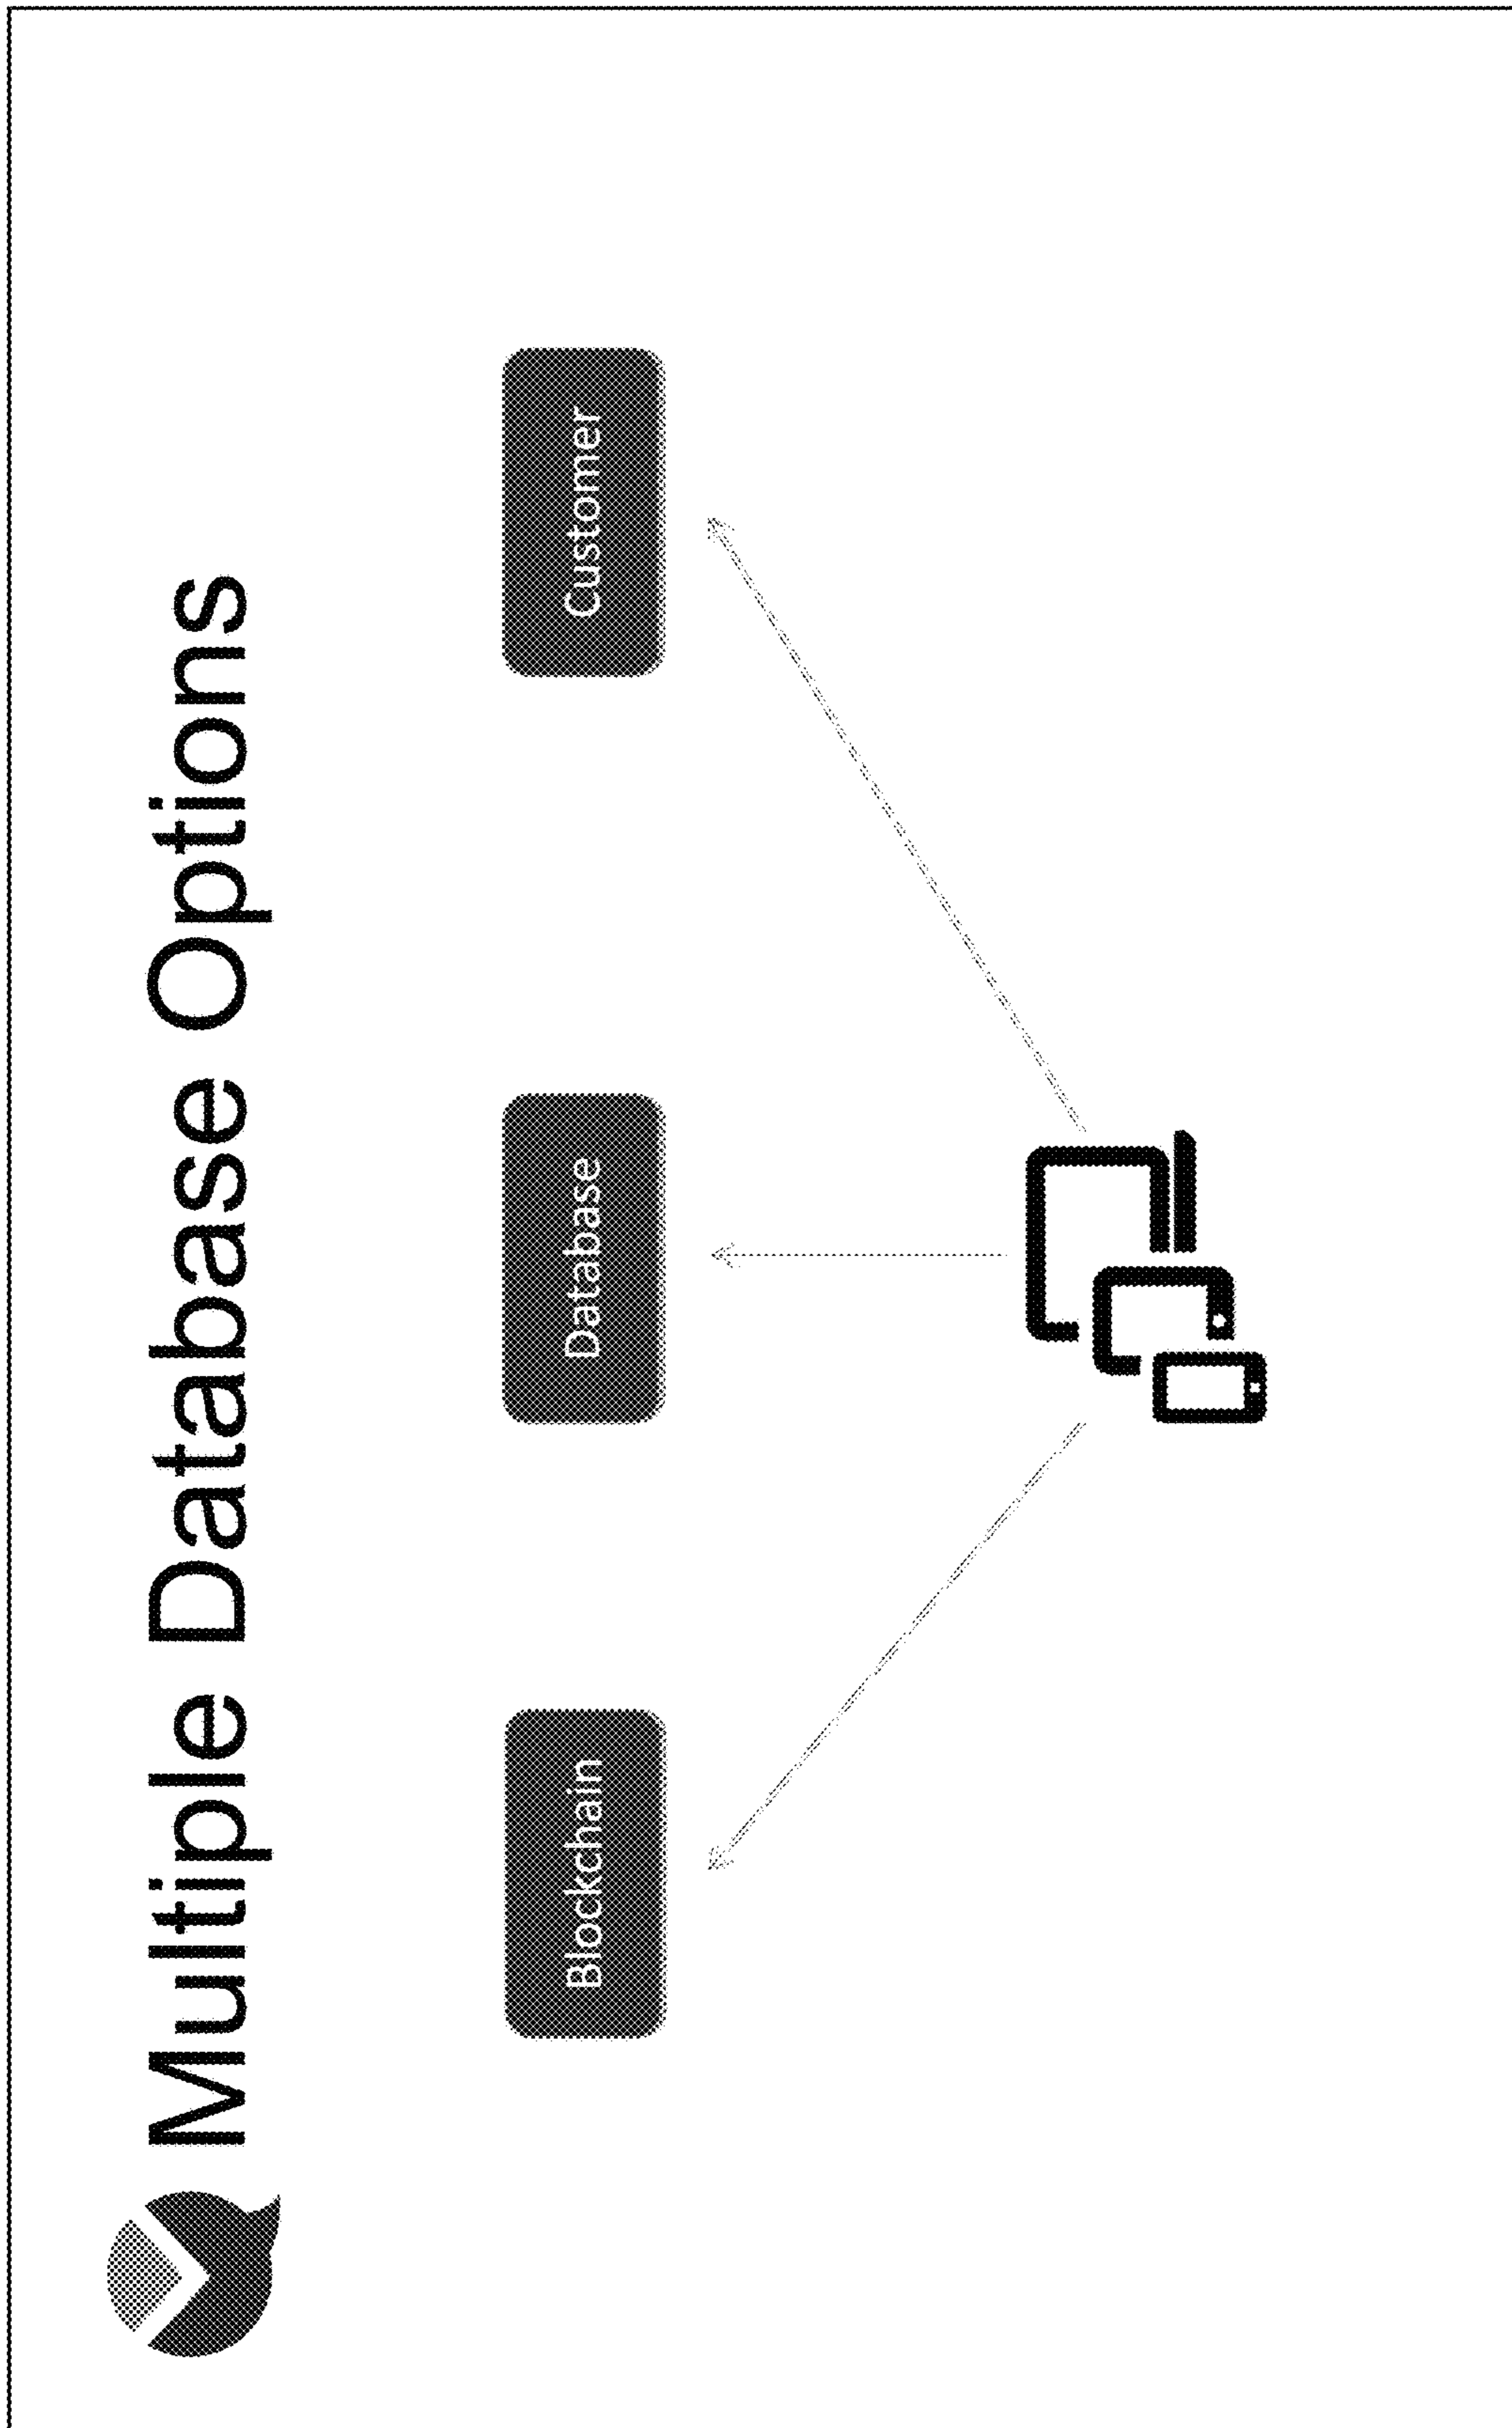 Multiple Database Options
Blockchain
Database
Customer